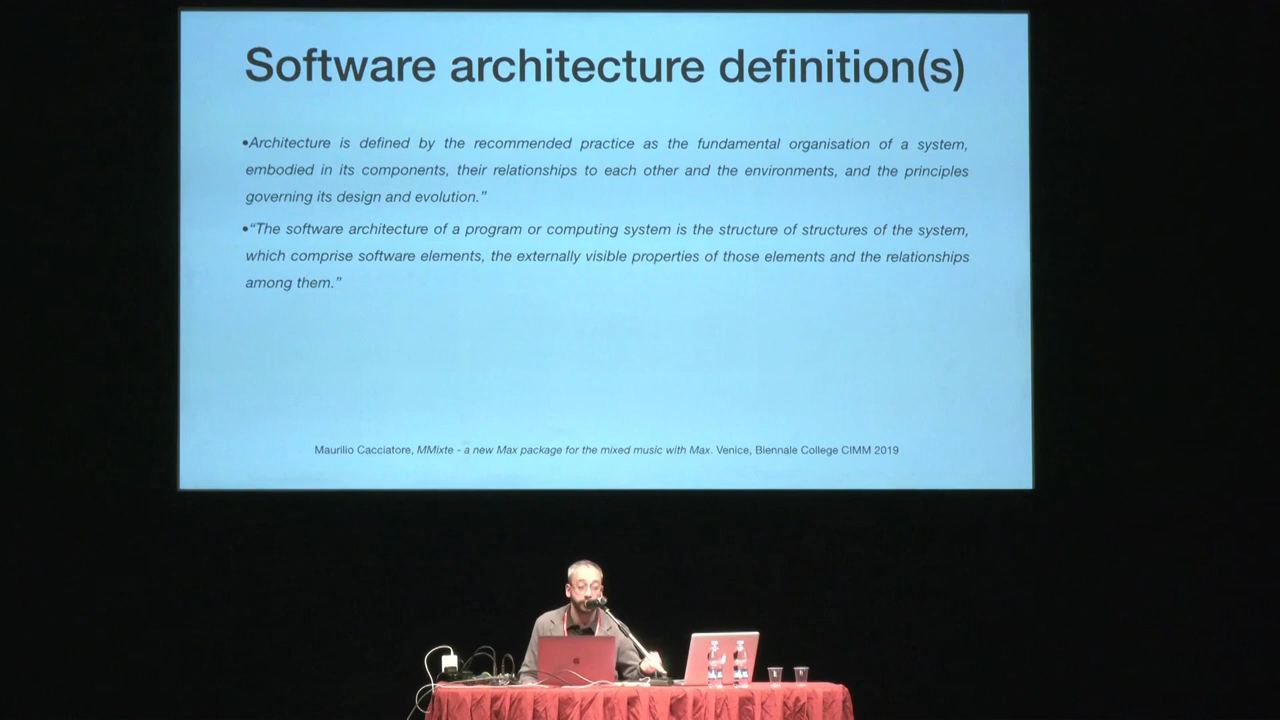 Software architecture definition(s)
•Architecture is defined by the recommended practice as the fundamental organisation of a system,
embodied in its components, their relationships to each other and the environments, and the principles
governing its design and evolution.”
•“The software architecture of a program or computing system is the structure of structures of the system,
which comprise software elements, the externally visible properties of those elements and the relationships
among them.”
Maurilio Cacciatore, MMixte - a new Max package for the mixed music with Max. Venice, Biennale College CIMM 2019